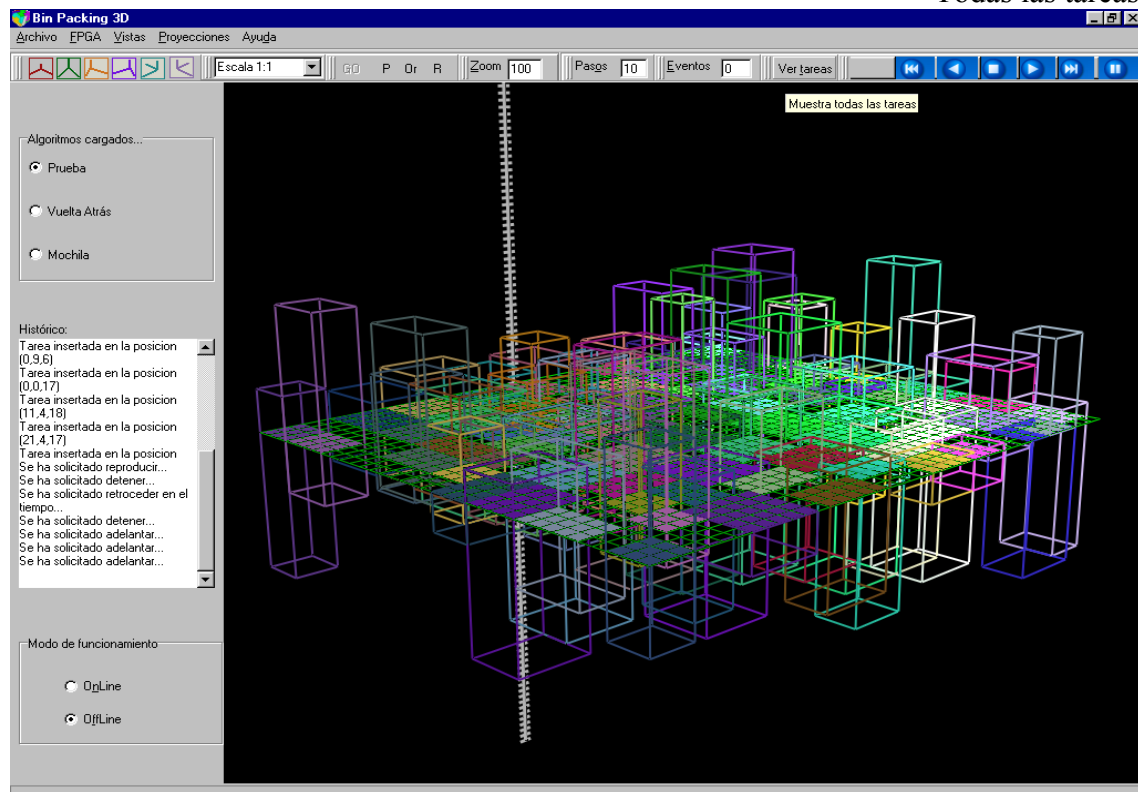 Todas las tareas
Bin Packing 3D
Archivo FPGA Vistas Proyecciones Ayuda
Escala 1:1 GO P Or R Zoom 100 Pasos 10 Eventos 0 Ver tareas
Muestra todas las tareas
Algoritmos cargados...
Prueba
Vuelta Atrás
Mochila
Histórico:
Tarea insertada en la posicion
(0,9,6)
Tarea insertada en la posicion
(0,0,17)
Tarea insertada en la posicion
(11,4,18)
Tarea insertada en la posicion
(21,4,17)
Tarea insertada en la posicion
Se ha solicitado reproducir...
Se ha solicitado detener...
Se ha solicitado retroceder en el
tiempo...
Se ha solicitado detener...
Se ha solicitado adelantar...
Se ha solicitado adelantar...
Se ha solicitado adelantar...
Modo de funcionamiento
OnLine
OffLine